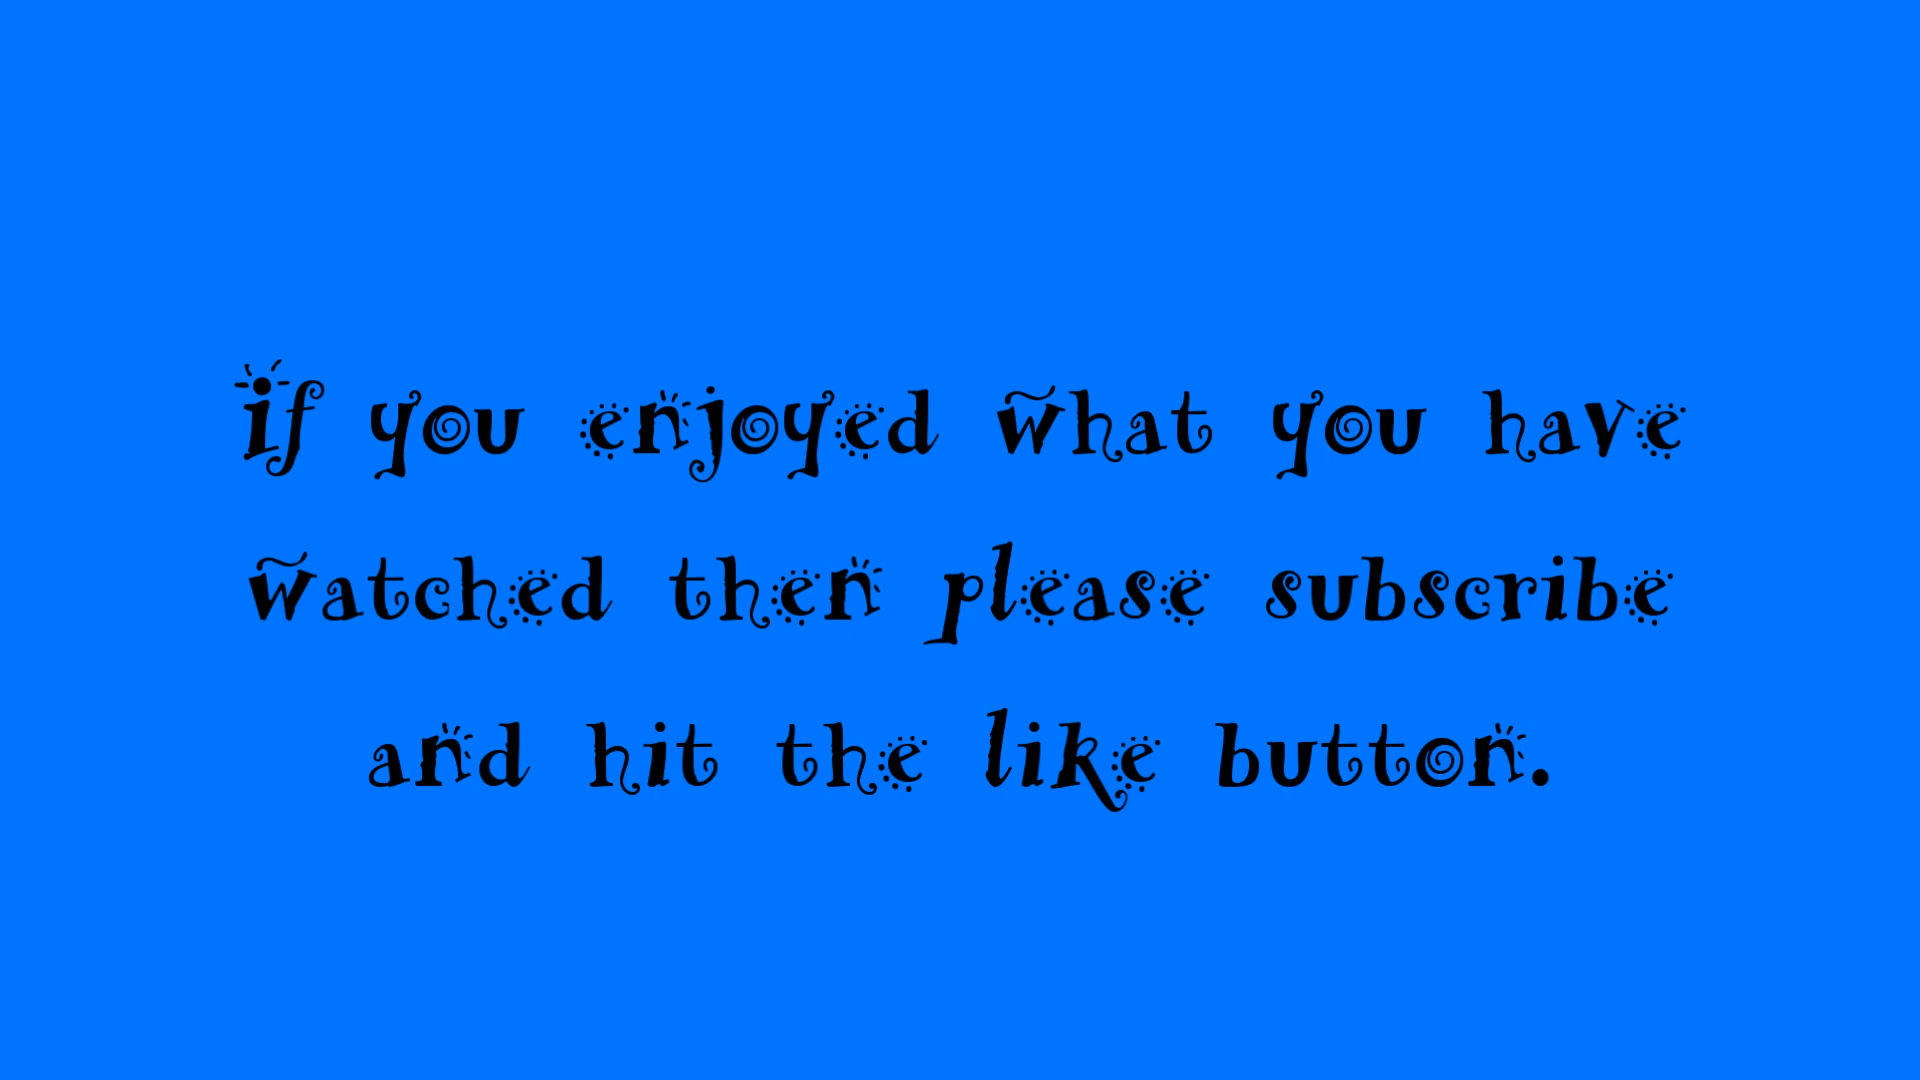 If you enjoyed what you have
watched then please subscribe
and hit the like button.